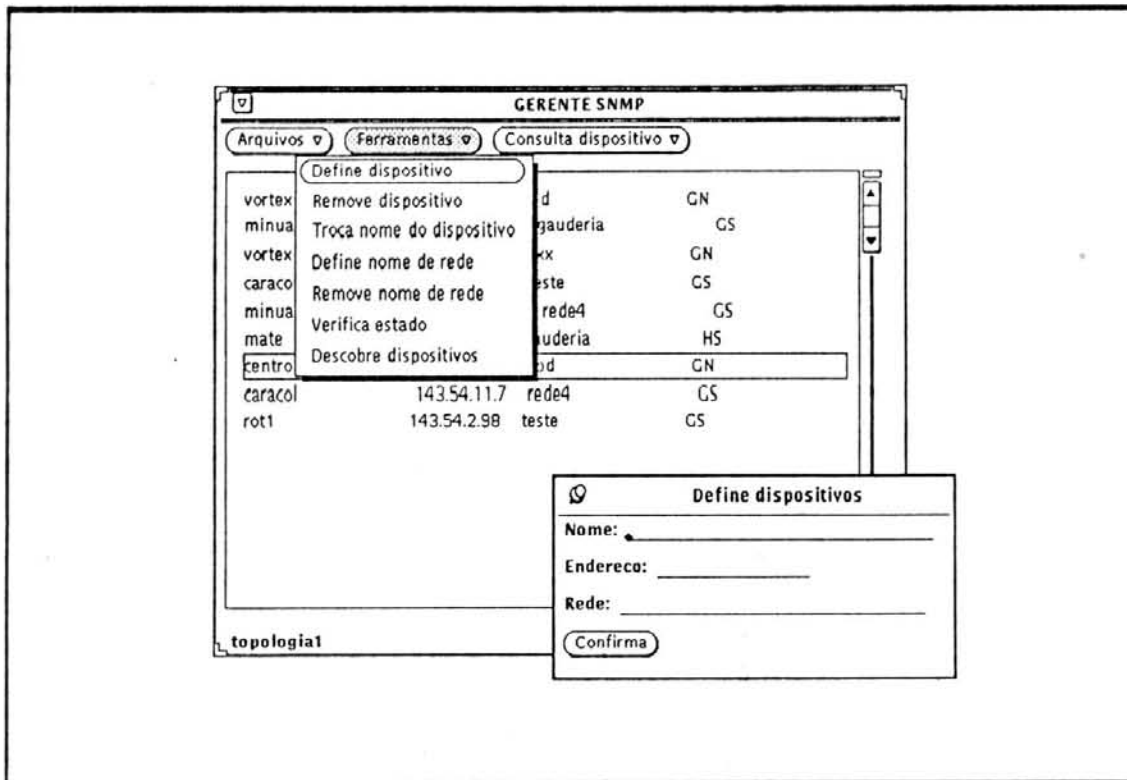 GERENTE SNMP
Arquivos Ferramentas Consulta dispositivo
Define dispositivo
vortex Remove dispositivo d GN
minua Troca nome do dispositivo gauderia GS
vortex Define nome de rede xx GN
caraco Remove nome de rede este GS
minua Verifica estado rede4 GS
mate Descobre dispositivos auderia HS
centro GN
caracol 143.54.11.7 rede4 GS
rot1 143.54.2.98 teste GS
Define dispositivos
Nome:
Endereco:
Rede:
Confirma
topologia1